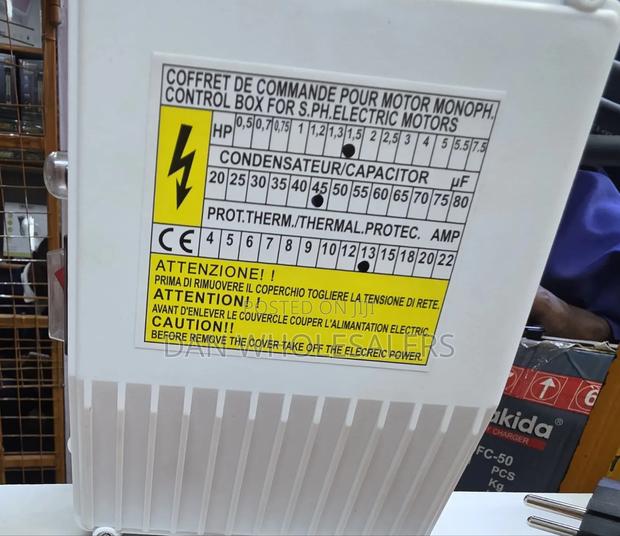 COFFRET DE COMMANDE POUR MOTOR MONOPH.
CONTROL BOX FOR S.PH.ELECTRIC MOTORS
HP 0,5 0,7 0,75 1 1,2 1,3 1,5 2 2,5 3 4 5 5.5 7.5
CONDENSATEUR/CAPACITOR µF
20 25 30 35 40 45 50 55 60 65 70 75 80
PROT.THERM./THERMAL.PROTEC. AMP
CE 4 5 6 7 8 9 10 12 13 15 16 18 20 22
ATTENZIONE! !
PRIMA DI RIMUOVERE IL COPERCHIO TOGLIERE LA TENSIONE DI RETE.
ATTENTION! !
AVANT D'ENLEVER LE COUVERCLE COUPER L'ALIMANTATION ELECTRIC.
CAUTION!!
BEFORE REMOVE THE COVER TAKE OFF THE ELECRIC POWER.
POSTED ON JIJI
DAN WHOLESALERS
akida
CHARGER
FC-50
PCS
Kg
6